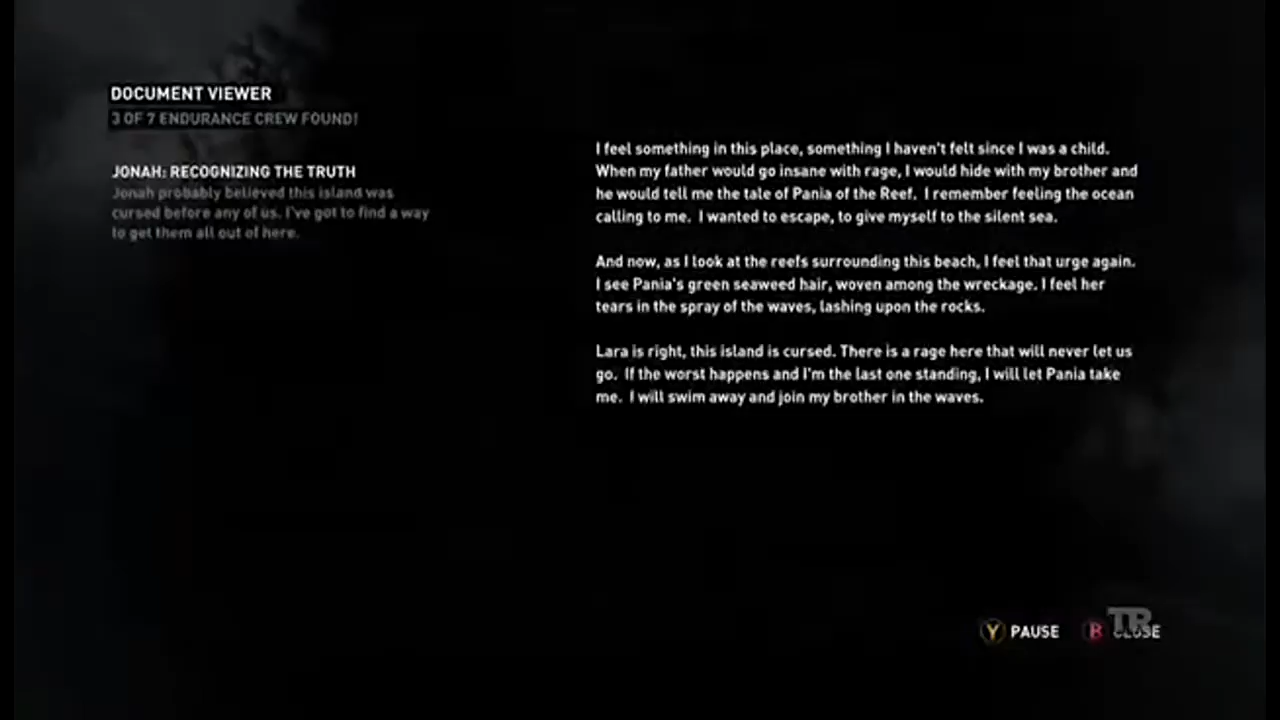 DOCUMENT VIEWER
3 OF 7 ENDURANCE CREW FOUND!
JONAH: RECOGNIZING THE TRUTH
Jonah probably believed this island was
cursed before any of us. I've got to find a way
to get them all out of here.
I feel something in this place, something I haven't felt since I was a child.
When my father would go insane with rage, I would hide with my brother and
he would tell me the tale of Pania of the Reef. I remember feeling the ocean
calling to me. I wanted to escape, to give myself to the silent sea.
And now, as I look at the reefs surrounding this beach, I feel that urge again.
I see Pania's green seaweed hair, woven among the wreckage. I feel her
tears in the spray of the waves, lashing upon the rocks.
Lara is right, this island is cursed. There is a rage here that will never let us
go. If the worst happens and I'm the last one standing, I will let Pania take
me. I will swim away and join my brother in the waves.
Y PAUSE B CLOSE
TR